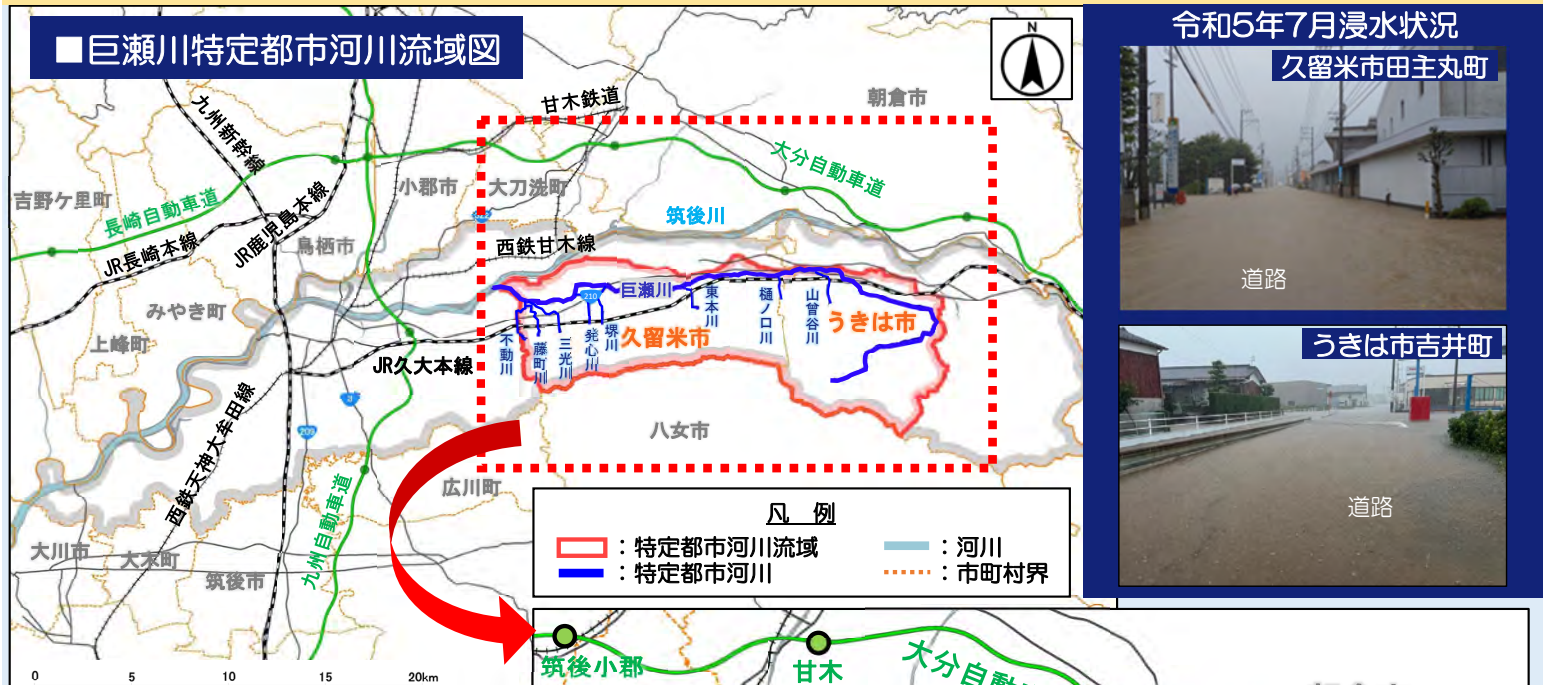 ■巨瀬川特定都市河川流域図
N
九州新幹線
甘木鉄道
朝倉市
大分自動車道
吉野ケ里町
長崎自動車道
小郡市
大刀洗町
筑後川
JR長崎本線
JR鹿児島本線
鳥栖市
西鉄甘木線
みやき町
上峰町
210
巨瀬川
東本川
樋ノ口川
山曾谷川
うきは市
久留米市
不動川
藤町川
三光川
発心川
堺川
JR久大本線
3
209
八女市
西鉄天神大牟田線
広川町
九州自動車道
大川市
大木町
筑後市
0 5 10 15 20km
凡 例
:特定都市河川流域
:河川
:特定都市河川
:市町村界
筑後小郡
甘木
大分自動
令和5年7月浸水状況
久留米市田主丸町
道路
うきは市吉井町
道路